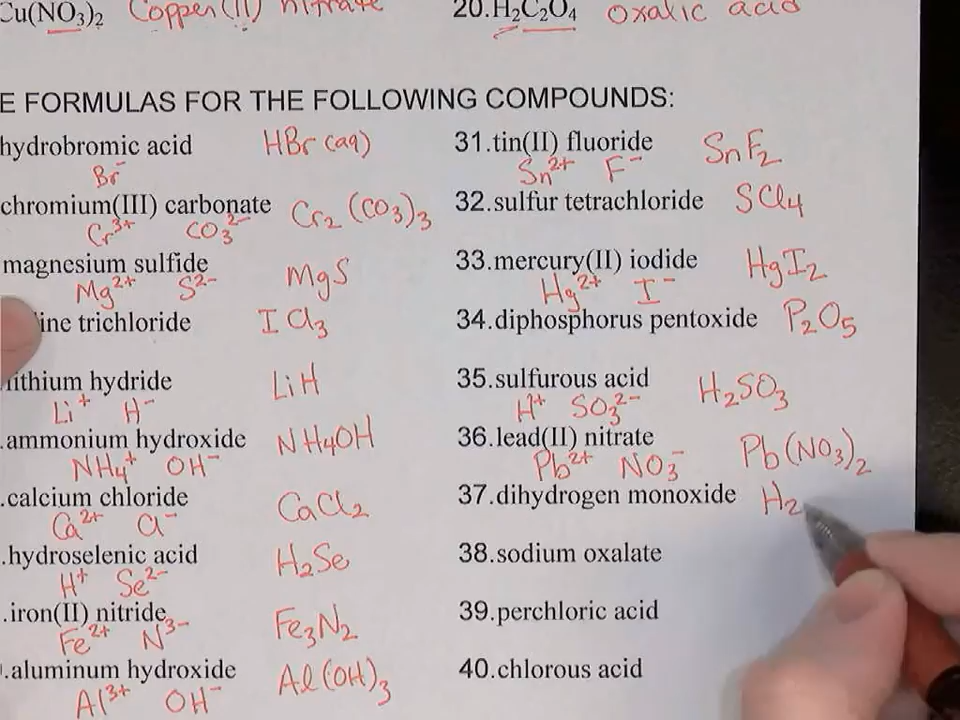 Cu(NO3)2 Copper(II) nitrate
20.H2C2O4 oxalic acid
E FORMULAS FOR THE FOLLOWING COMPOUNDS:
hydrobromic acid HBr(aq)
Br-
chromium(III) carbonate Cr2(CO3)3
Cr3+ CO32-
magnesium sulfide MgS
Mg2+ S2-
ine trichloride ICl3
lithium hydride LiH
Li+ H-
.ammonium hydroxide NH4OH
NH4+ OH-
.calcium chloride CaCl2
Ca2+ Cl-
.hydroselenic acid H2Se
H+ Se2-
.iron(II) nitride Fe3N2
Fe2+ N3-
.aluminum hydroxide Al(OH)3
Al3+ OH-
31.tin(II) fluoride SnF2
Sn2+ F-
32.sulfur tetrachloride SCl4
33.mercury(II) iodide HgI2
Hg2+ I-
34.diphosphorus pentoxide P2O5
35.sulfurous acid H2SO3
H+ SO32-
36.lead(II) nitrate Pb(NO3)2
Pb2+ NO3-
37.dihydrogen monoxide H2
38.sodium oxalate
39.perchloric acid
40.chlorous acid